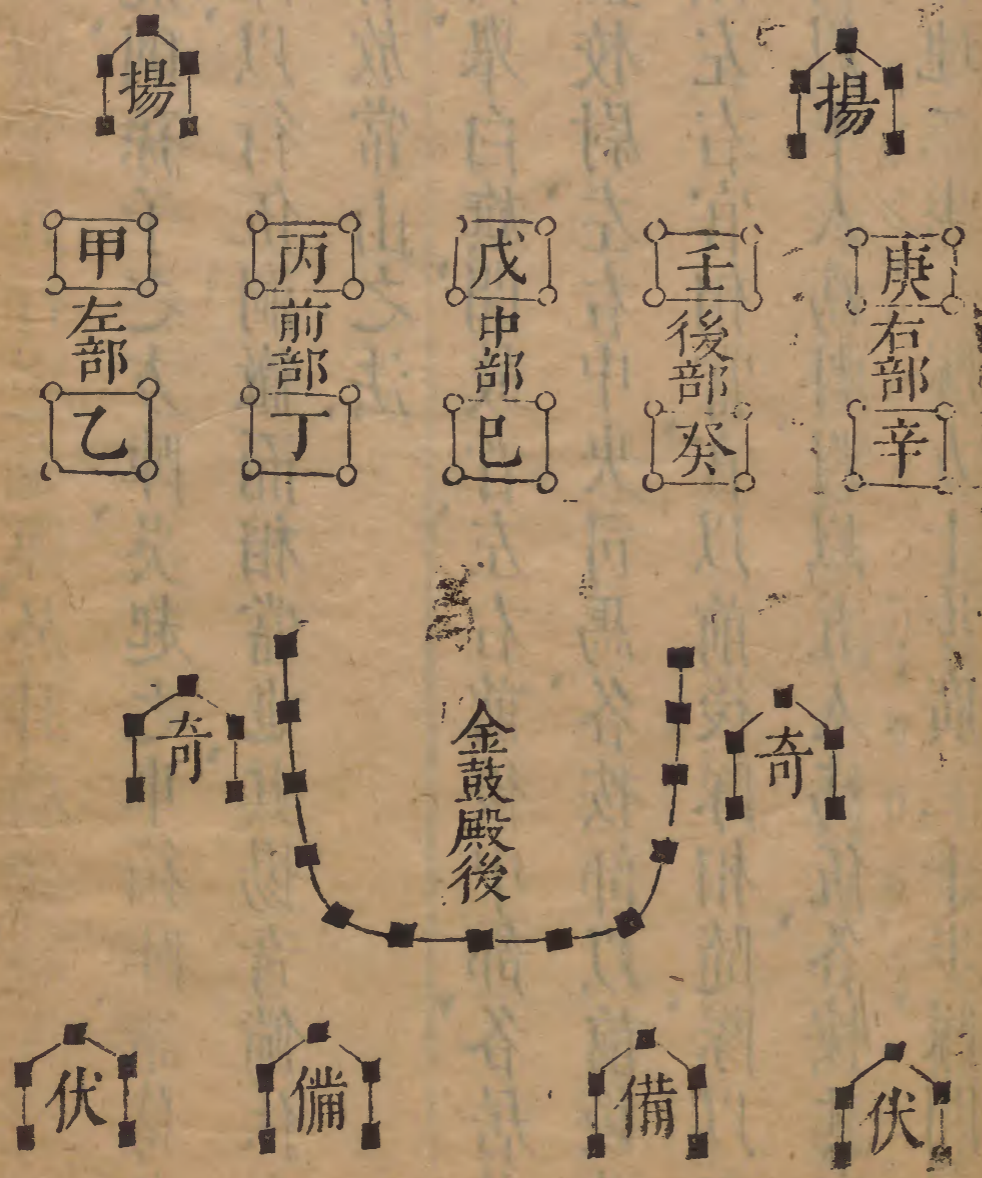 揚
揚
庚
右部
辛
壬
後部
癸
戊
中部
巳
丙
前部
丁
甲
左部
乙
奇
金鼓殿後
奇
伏
備
備
伏